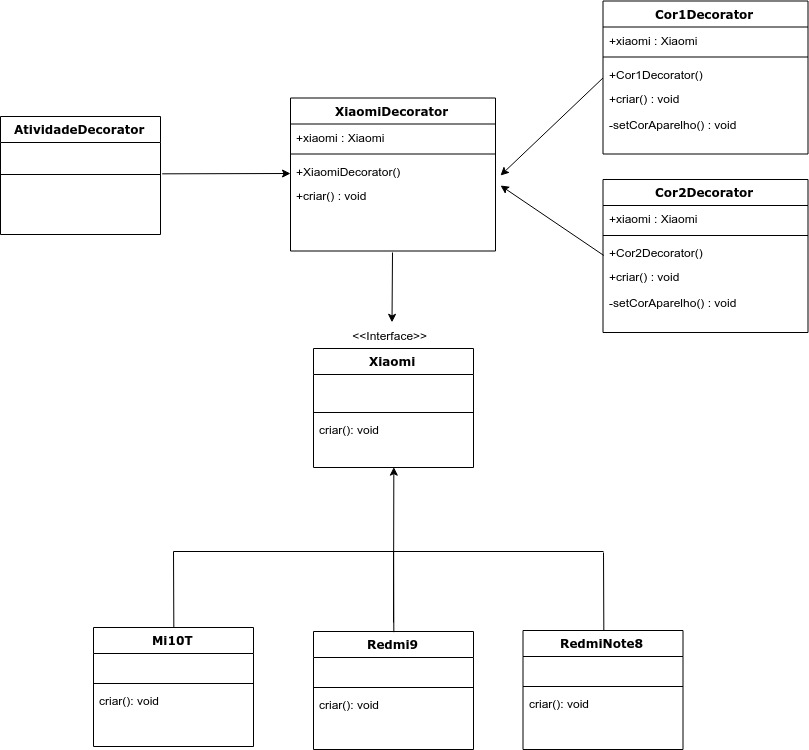 Cor1Decorator
+xiaomi : Xiaomi
+Cor1Decorator()
+criar() : void
-setCorAparelho() : void
XiaomiDecorator
+xiaomi : Xiaomi
+XiaomiDecorator()
+criar() : void
AtividadeDecorator
Cor2Decorator
+xiaomi : Xiaomi
+Cor2Decorator()
+criar() : void
-setCorAparelho() : void
<<Interface>>
Xiaomi
criar(): void
Mi10T
criar(): void
Redmi9
criar(): void
RedmiNote8
criar(): void